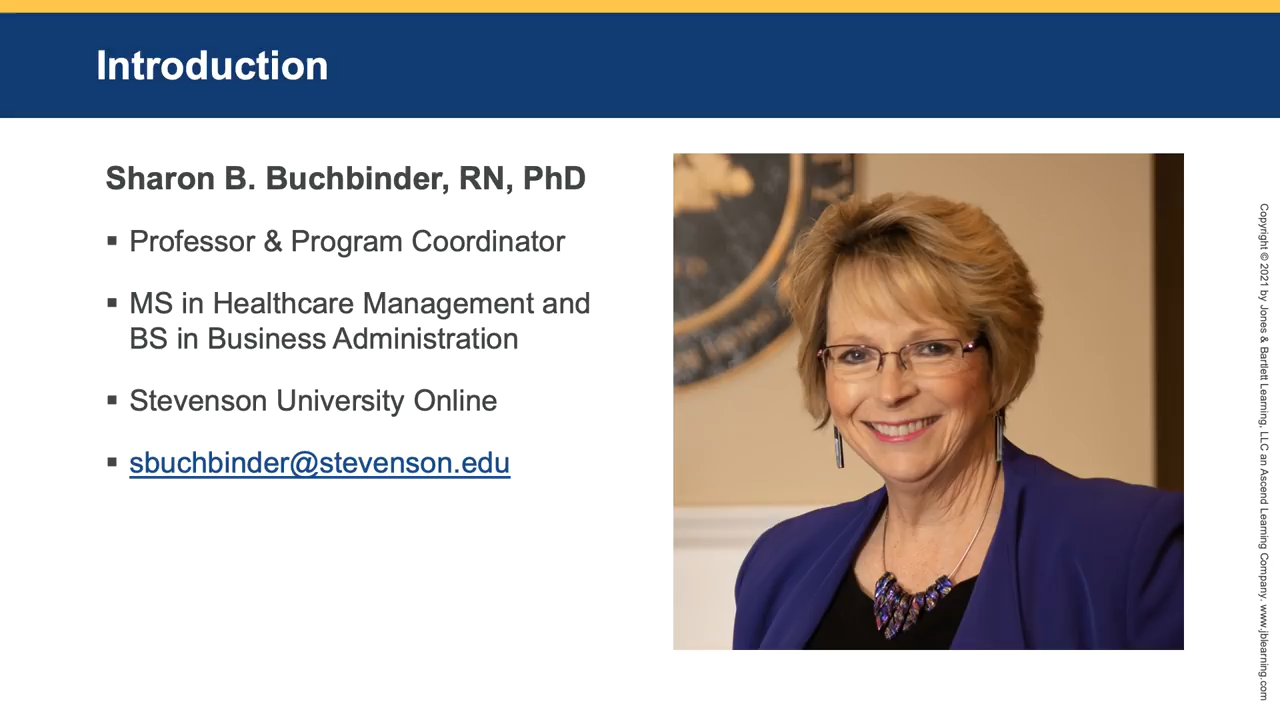 Introduction
Sharon B. Buchbinder, RN, PhD
▪ Professor & Program Coordinator
▪ MS in Healthcare Management and
BS in Business Administration
▪ Stevenson University Online
▪ sbuchbinder@stevenson.edu
Copyright © 2021 by Jones & Bartlett Learning, LLC an Ascend Learning Company. www.jblearning.com